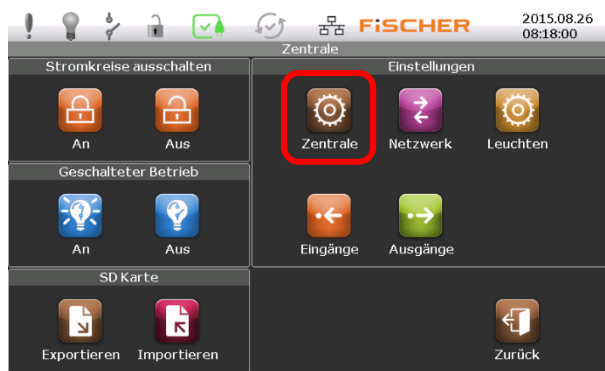 FiSCHER
2015.08.26
08:18:00
Zentrale
Stromkreise ausschalten
An
Aus
Geschalteter Betrieb
An
Aus
SD Karte
Exportieren
Importieren
Einstellungen
Zentrale
Netzwerk
Leuchten
Eingänge
Ausgänge
Zurück